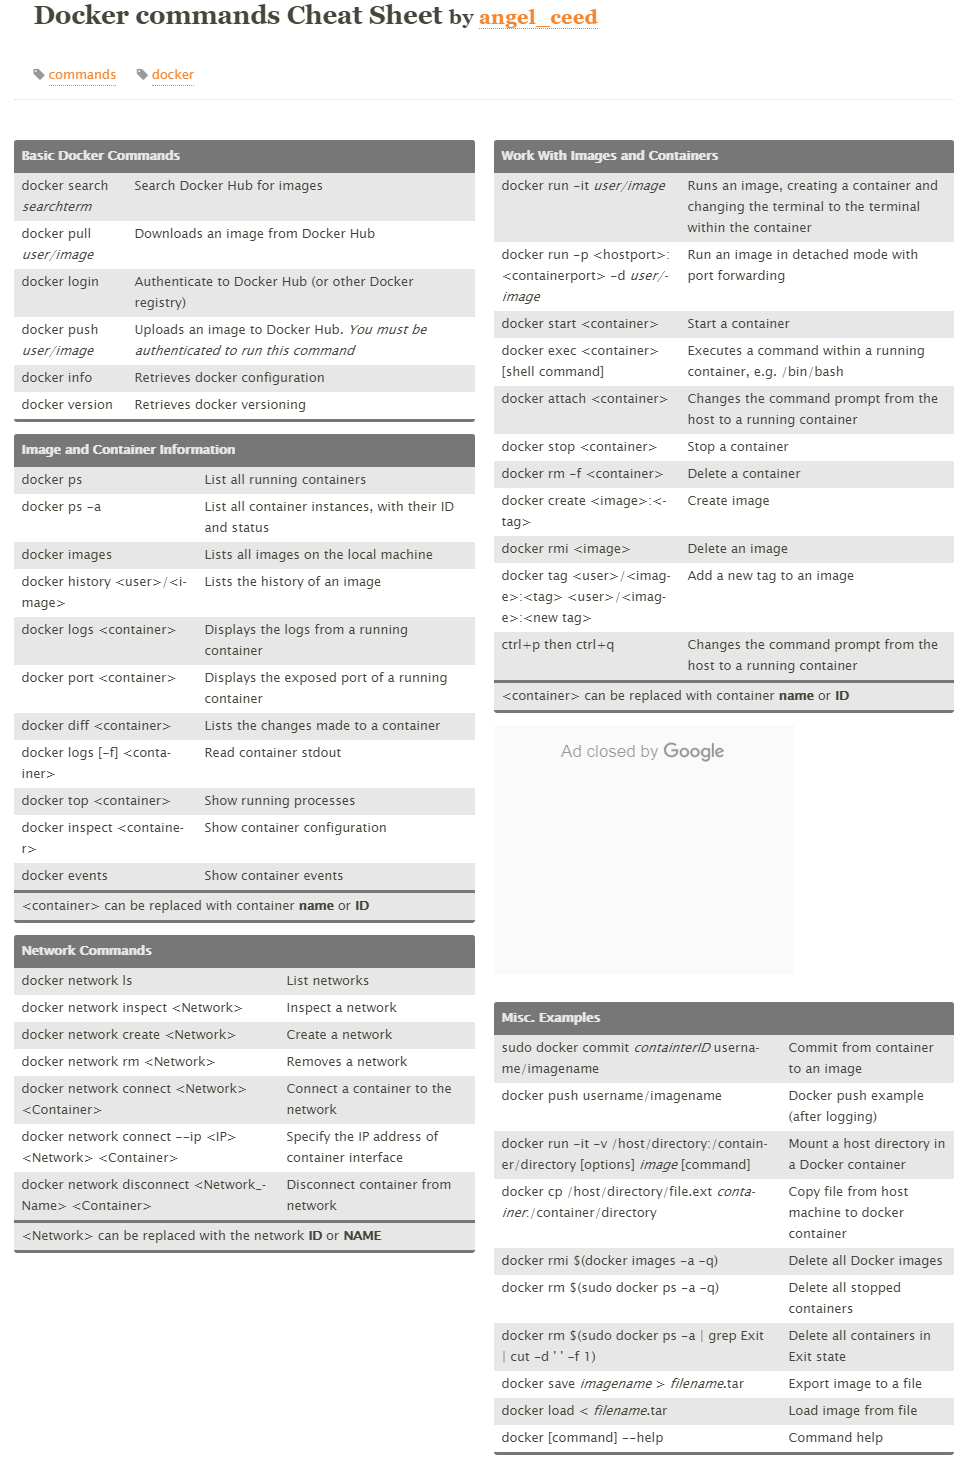 Docker commands Cheat Sheet by angel_ceed
commands docker
Basic Docker Commands
docker search Search Docker Hub for images
searchterm
docker pull Downloads an image from Docker Hub
user/image
docker login Authenticate to Docker Hub (or other Docker
registry)
docker push Uploads an image to Docker Hub. You must be
user/image authenticated to run this command
docker info Retrieves docker configuration
docker version Retrieves docker versioning
Image and Container Information
docker ps List all running containers
docker ps -a List all container instances, with their ID
and status
docker images Lists all images on the local machine
docker history <user>/<i- Lists the history of an image
mage>
docker logs <container> Displays the logs from a running
container
docker port <container> Displays the exposed port of a running
container
docker diff <container> Lists the changes made to a container
docker logs [-f] <conta- Read container stdout
iner>
docker top <container> Show running processes
docker inspect <containe- Show container configuration
r>
docker events Show container events
<container> can be replaced with container name or ID
Network Commands
docker network ls List networks
docker network inspect <Network> Inspect a network
docker network create <Network> Create a network
docker network rm <Network> Removes a network
docker network connect <Network> Connect a container to the
<Container> network
docker network connect --ip <IP> Specify the IP address of
<Network> <Container> container interface
docker network disconnect <Network_- Disconnect container from
Name> <Container> network
<Network> can be replaced with the network ID or NAME
Work With Images and Containers
docker run -it user/image Runs an image, creating a container and
changing the terminal to the terminal
within the container
docker run -p <hostport>: Run an image in detached mode with
<containerport> -d user/- port forwarding
image
docker start <container> Start a container
docker exec <container> Executes a command within a running
[shell command] container, e.g. /bin/bash
docker attach <container> Changes the command prompt from the
host to a running container
docker stop <container> Stop a container
docker rm -f <container> Delete a container
docker create <image>:<- Create image
tag>
docker rmi <image> Delete an image
docker tag <user>/<imag- Add a new tag to an image
e>:<tag> <user>/<imag-
e>:<new tag>
ctrl+p then ctrl+q Changes the command prompt from the
host to a running container
<container> can be replaced with container name or ID
Ad closed by Google
Misc. Examples
sudo docker commit containterID userna- Commit from container
me/imagename to an image
docker push username/imagename Docker push example
(after logging)
docker run -it -v /host/directory:/contain- Mount a host directory in
er/directory [options] image [command] a Docker container
docker cp /host/directory/file.ext conta- Copy file from host
iner:/container/directory machine to docker
container
docker rmi $(docker images -a -q) Delete all Docker images
docker rm $(sudo docker ps -a -q) Delete all stopped
containers
docker rm $(sudo docker ps -a | grep Exit Delete all containers in
| cut -d ' ' -f 1) Exit state
docker save imagename > filename.tar Export image to a file
docker load < filename.tar Load image from file
docker [command] --help Command help